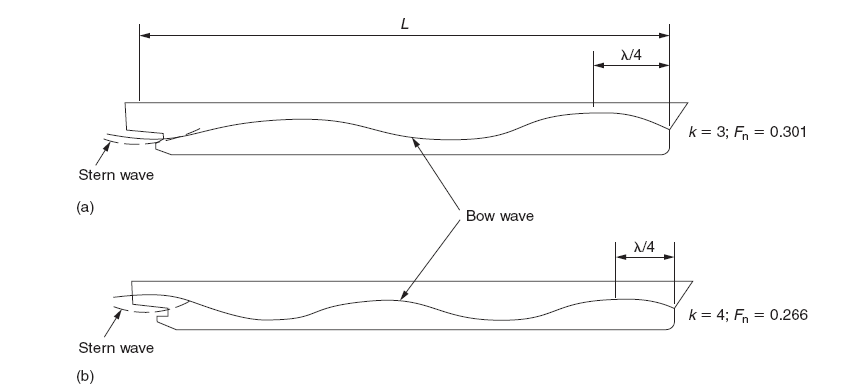 L
λ/4
k = 3; Fn = 0.301
Stern wave
(a)
Bow wave
λ/4
k = 4; Fn = 0.266
Stern wave
(b)